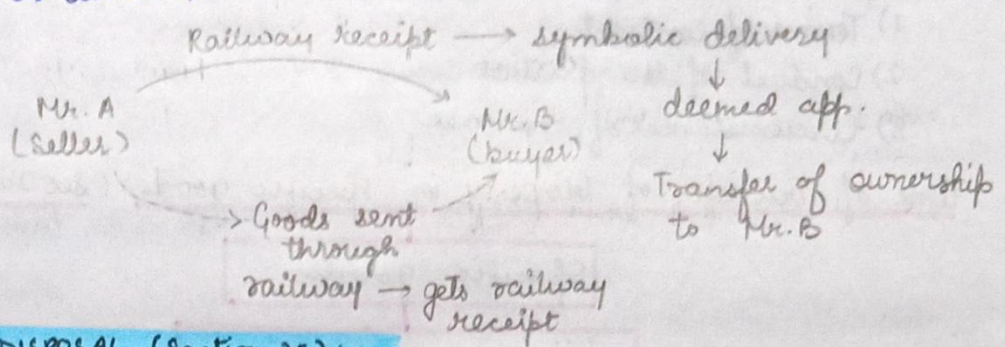 Railway receipt → symbolic delivery
↓
deemed app.
↓
Transfer of ownership
to Mr. B
Mr. A
(Seller)
Mr. B
(buyer)
→ Goods sent
through
railway → gets railway
receipt